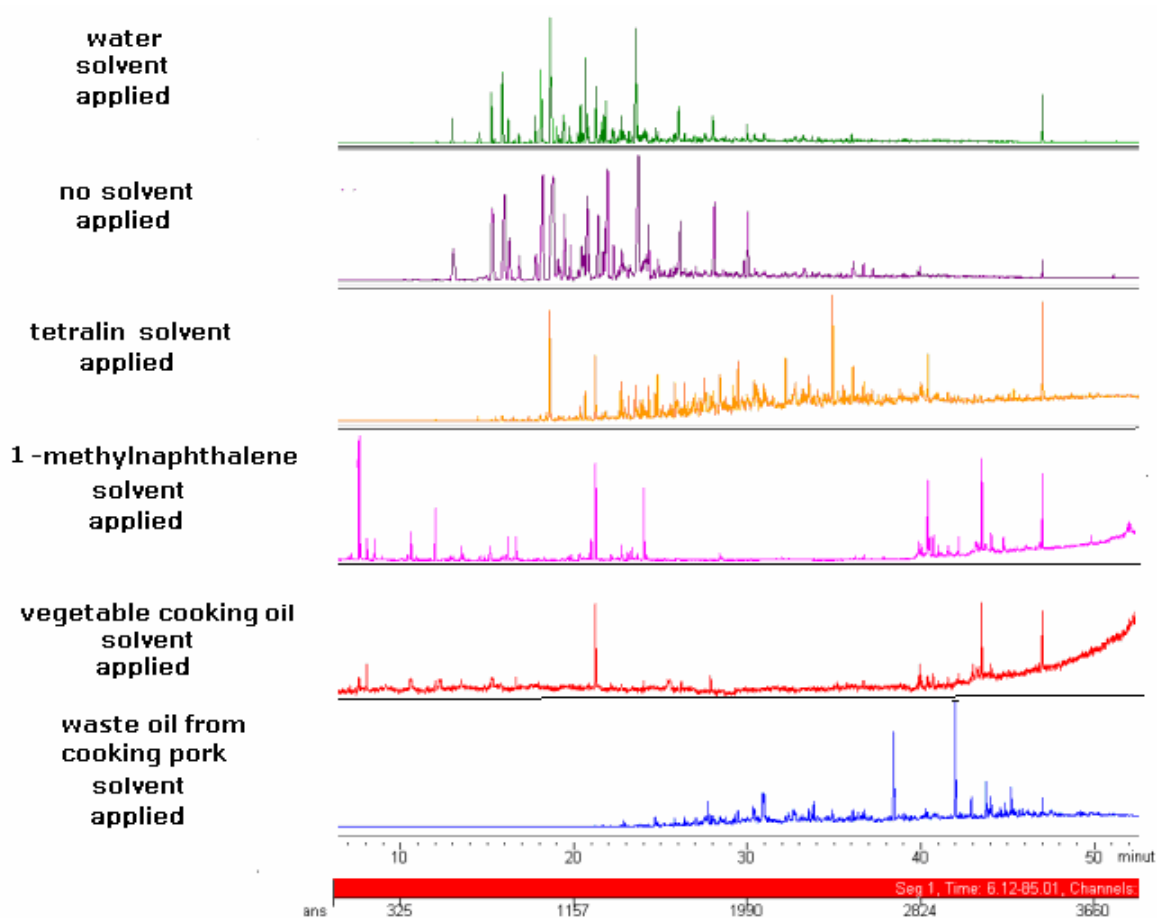 water
solvent
applied
no solvent
applied
tetralin solvent
applied
1 -methylnaphthalene
solvent
applied
vegetable cooking oil
solvent
applied
waste oil from
cooking pork
solvent
applied
10 20 30 40 50 minut
Seg 1, Time: 6.12-85.01, Channels:
ans 325 1157 1990 2824 3660